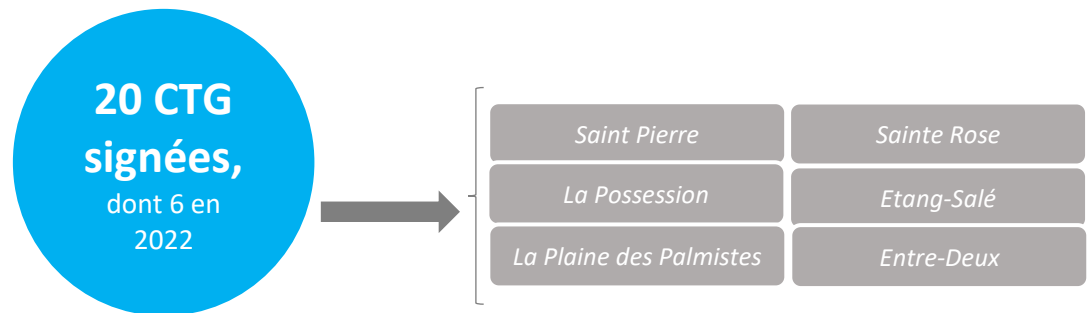 20 CTG
signées,
dont 6 en
2022
Saint Pierre
Sainte Rose
La Possession
Etang-Salé
La Plaine des Palmistes
Entre-Deux